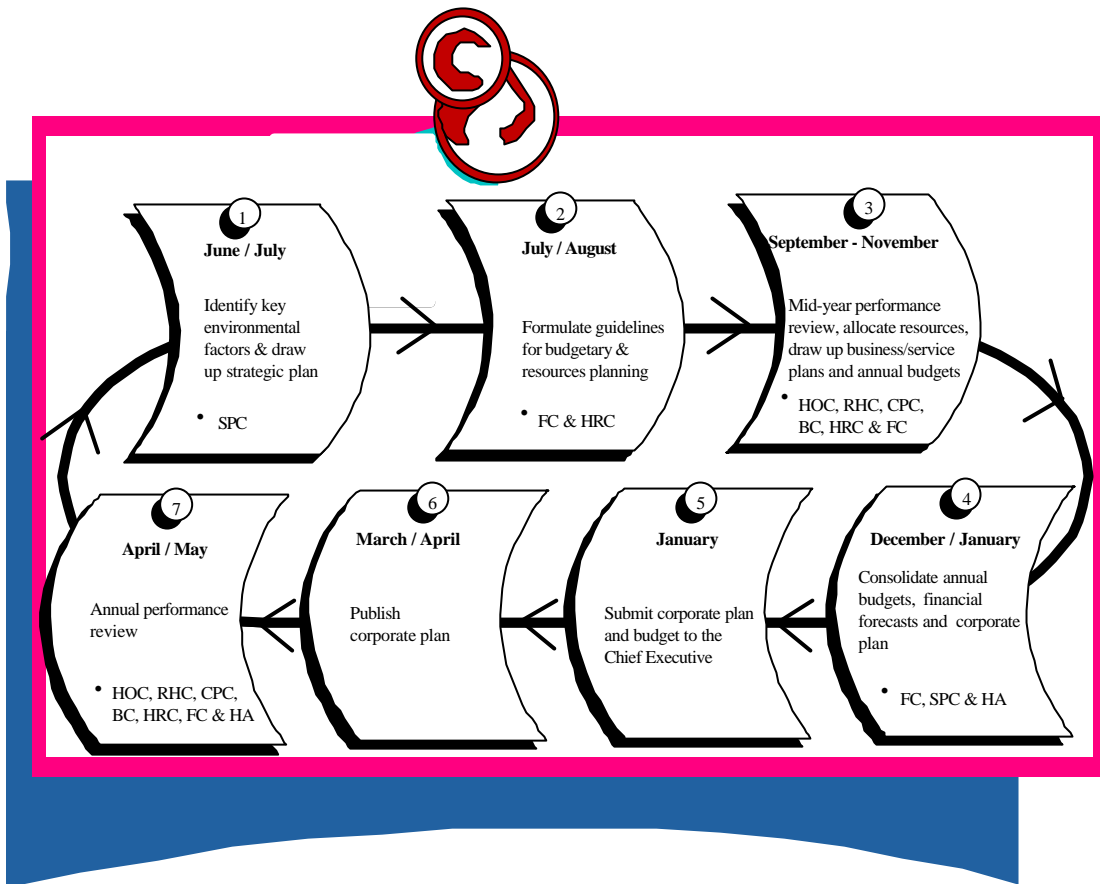 1
June / July
Identify key
environmental
factors & draw
up strategic plan
• SPC
2
July / August
Formulate guidelines
for budgetary &
resources planning
• FC & HRC
3
September - November
Mid-year performance
review, allocate resources,
draw up business/service
plans and annual budgets
• HOC, RHC, CPC,
BC, HRC & FC
4
December / January
Consolidate annual
budgets, financial
forecasts and corporate
plan
• FC, SPC & HA
5
January
Submit corporate plan
and budget to the
Chief Executive
6
March / April
Publish
corporate plan
7
April / May
Annual performance
review
• HOC, RHC, CPC,
BC, HRC, FC & HA